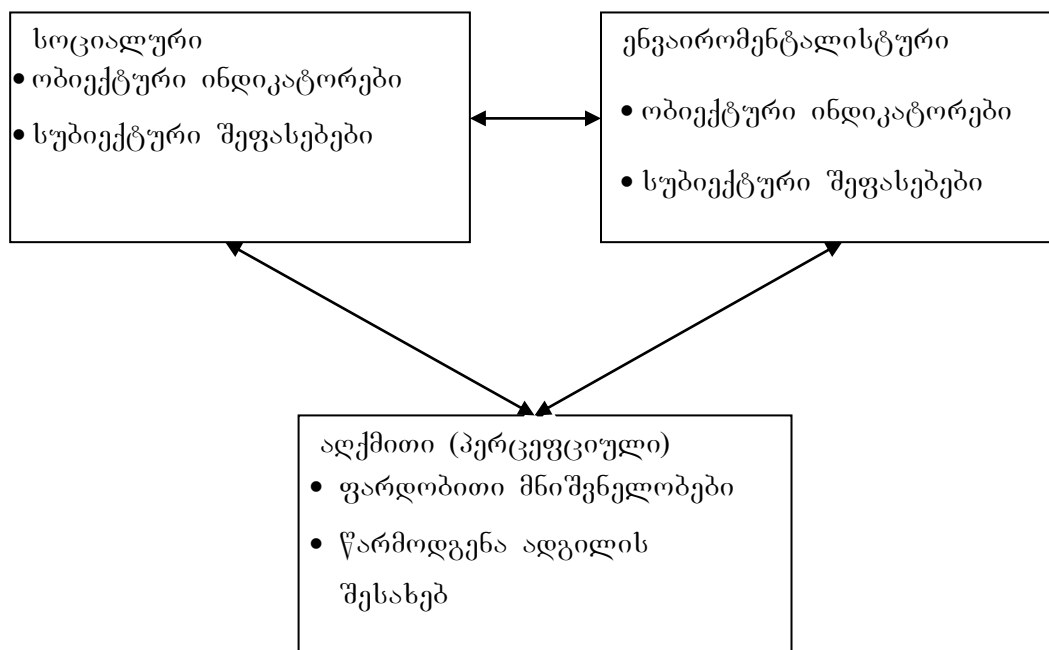 სოციალური
• ობიექტური ინდიკატორები
• სუბიექტური შეფასებები
ენვაირომენტალისტური
• ობიექტური ინდიკატორები
• სუბიექტური შეფასებები
აღქმითი (პერცეფციული)
• ფარდობითი მნიშვნელობები
• წარმოდგენა ადგილის
შესახებ